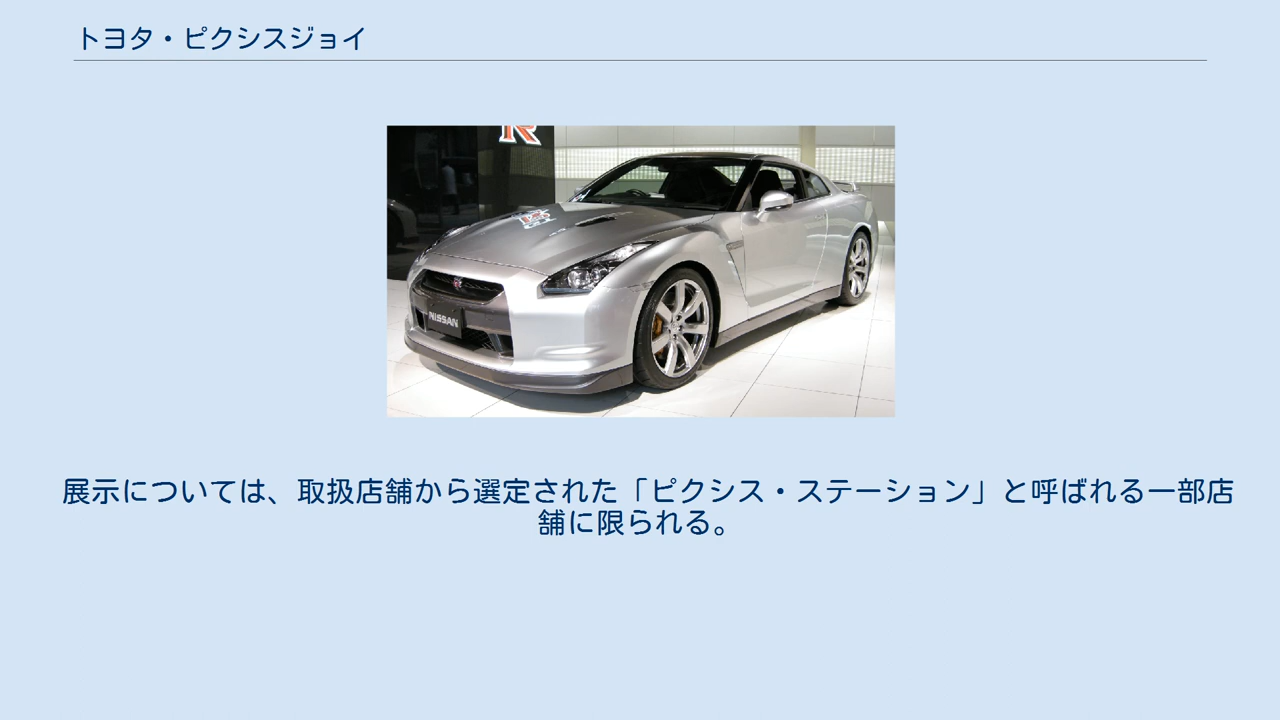 トヨタ・ピクシスジョイ
R
NISSAN
展示については、取扱店舗から選定された「ピクシス・ステーション」と呼ばれる一部店
舗に限られる。